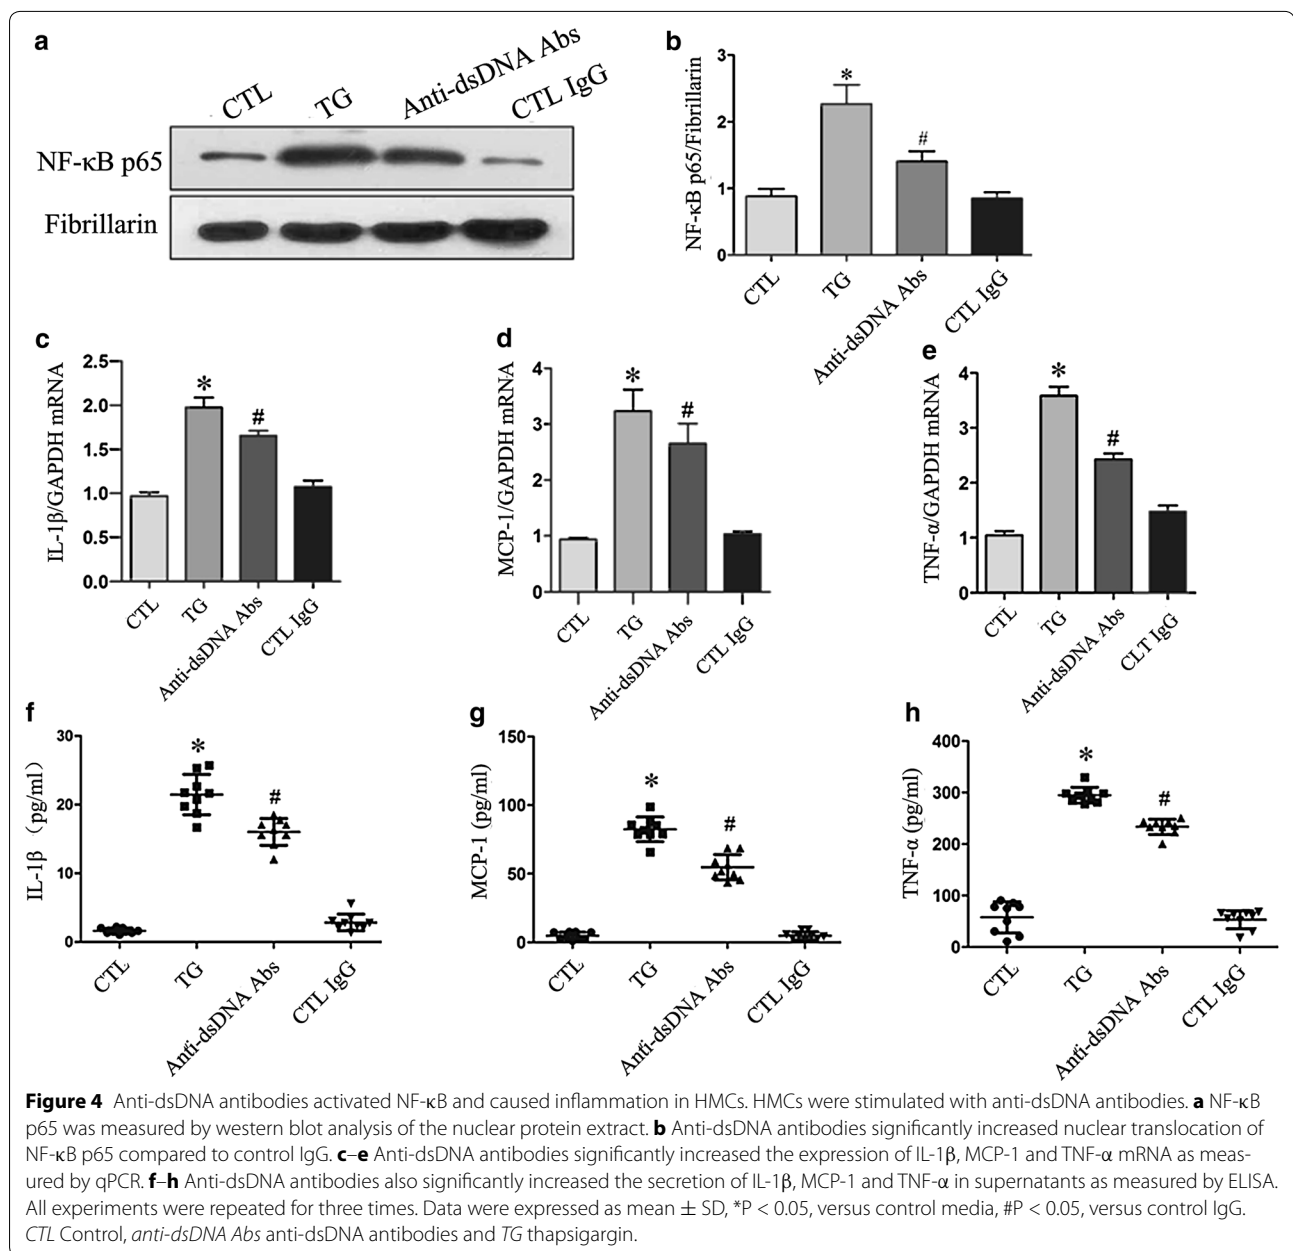 a
CTL
TG
Anti-dsDNA Abs
CTL IgG
NF-κB p65
Fibrillarin
b
NF-κB p65/Fibrillarin
3
2
1
0
*
#
CTL
TG
Anti-dsDNA Abs
CTL IgG
c
IL-1β/GAPDH mRNA
2.5
2.0
1.5
1.0
0.5
0.0
*
#
CTL
TG
Anti-dsDNA Abs
CTL IgG
d
MCP-1/GAPDH mRNA
4
3
2
1
0
*
#
CTL
TG
Anti-dsDNA Abs
CTL IgG
e
TNF-α/GAPDH mRNA
4
3
2
1
0
*
#
CTL
TG
Anti-dsDNA Abs
CLT IgG
f
IL-1β (pg/ml)
30
20
10
0
*
#
CTL
TG
Anti-dsDNA Abs
CTL IgG
g
MCP-1 (pg/ml)
150
100
50
0
*
#
CTL
TG
Anti-dsDNA Abs
CTL IgG
h
TNF-α (pg/ml)
400
300
200
100
0
*
#
CTL
TG
Anti-dsDNA Abs
CTL IgG
Figure 4 Anti-dsDNA antibodies activated NF-κB and caused inflammation in HMCs. HMCs were stimulated with anti-dsDNA antibodies. a NF-κB
p65 was measured by western blot analysis of the nuclear protein extract. b Anti-dsDNA antibodies significantly increased nuclear translocation of
NF-κB p65 compared to control IgG. c–e Anti-dsDNA antibodies significantly increased the expression of IL-1β, MCP-1 and TNF-α mRNA as meas-
ured by qPCR. f–h Anti-dsDNA antibodies also significantly increased the secretion of IL-1β, MCP-1 and TNF-α in supernatants as measured by ELISA.
All experiments were repeated for three times. Data were expressed as mean ± SD, *P < 0.05, versus control media, #P < 0.05, versus control IgG.
CTL Control, anti-dsDNA Abs anti-dsDNA antibodies and TG thapsigargin.